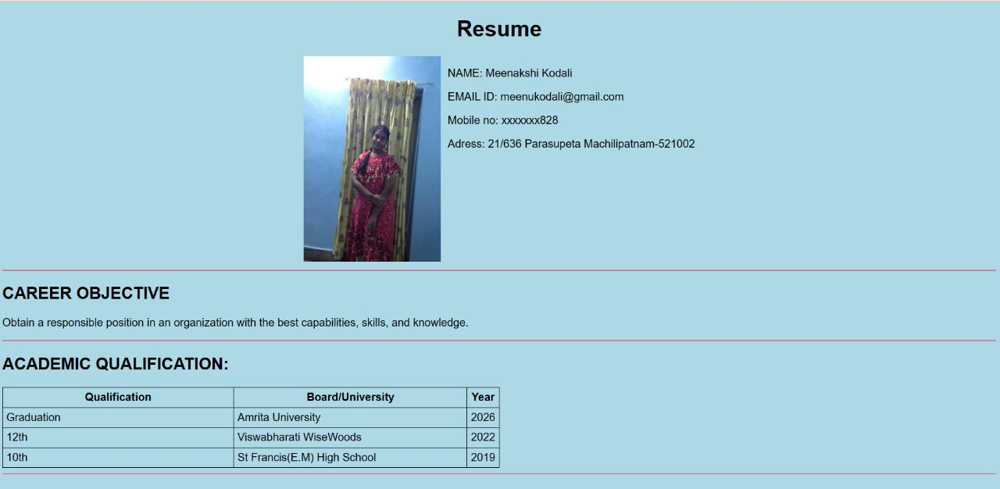 Resume
NAME: Meenakshi Kodali
EMAIL ID: meenukodali@gmail.com
Mobile no: xxxxxxx828
Adress: 21/636 Parasupeta Machilipatnam-521002
CAREER OBJECTIVE
Obtain a responsible position in an organization with the best capabilities, skills, and knowledge.
ACADEMIC QUALIFICATION:
Qualification Board/University Year
Graduation Amrita University 2026
12th Viswabharati WiseWoods 2022
10th St Francis(E.M) High School 2019